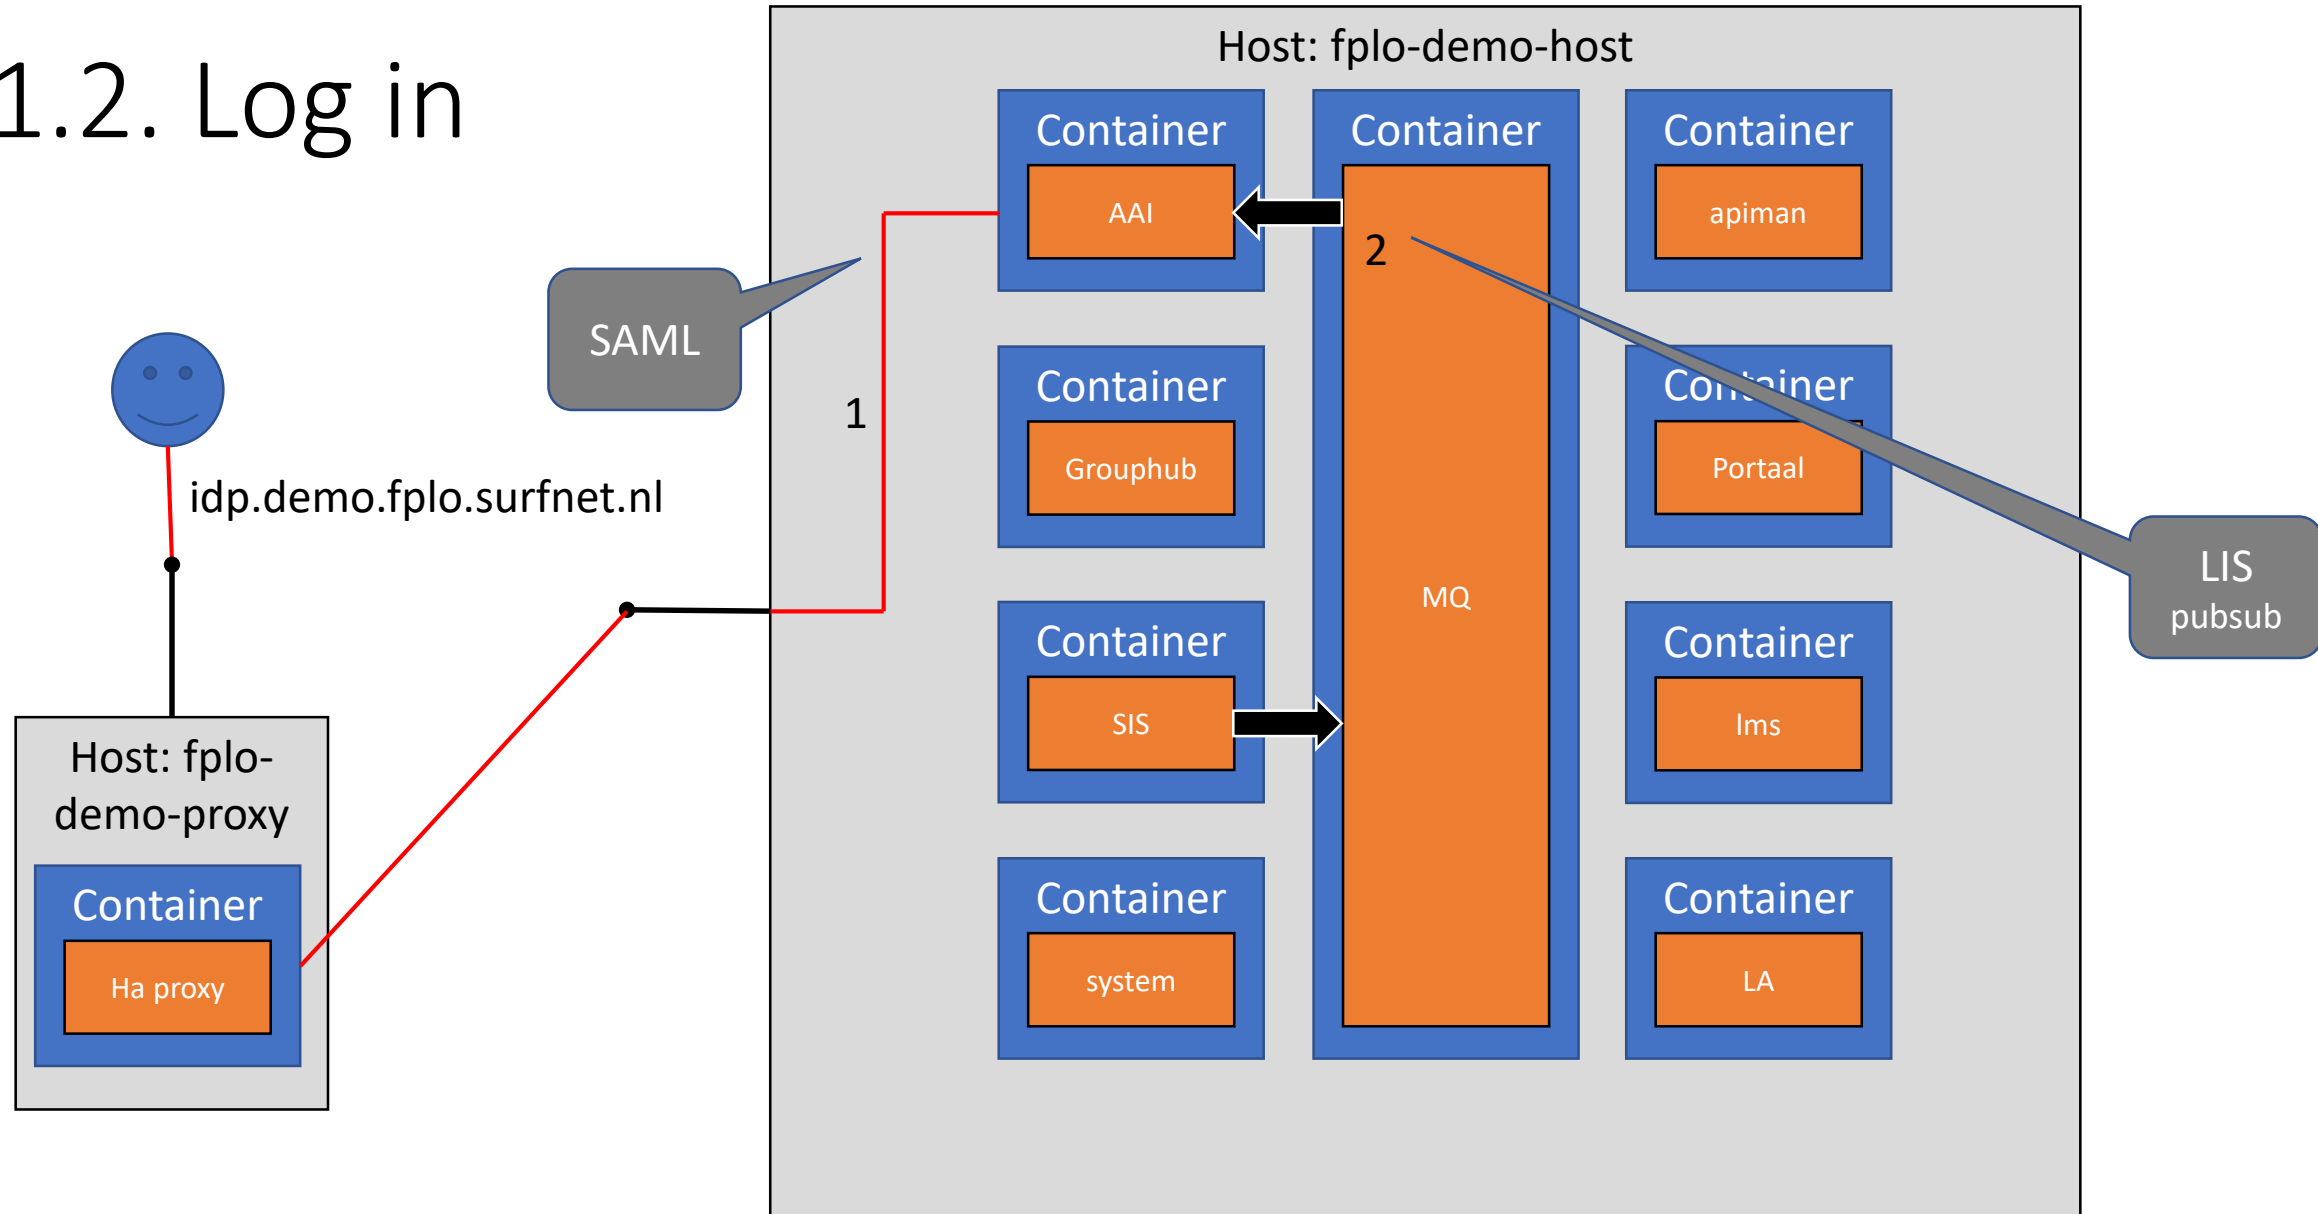 1.2. Log in
Host: fplo-demo-host
Container
AAI
Container
2
MQ
Container
apiman
SAML
1
Container
Grouphub
Container
Portaal
idp.demo.fplo.surfnet.nl
LIS
pubsub
Container
SIS
Container
lms
Host: fplo-
demo-proxy
Container
Ha proxy
Container
system
Container
LA